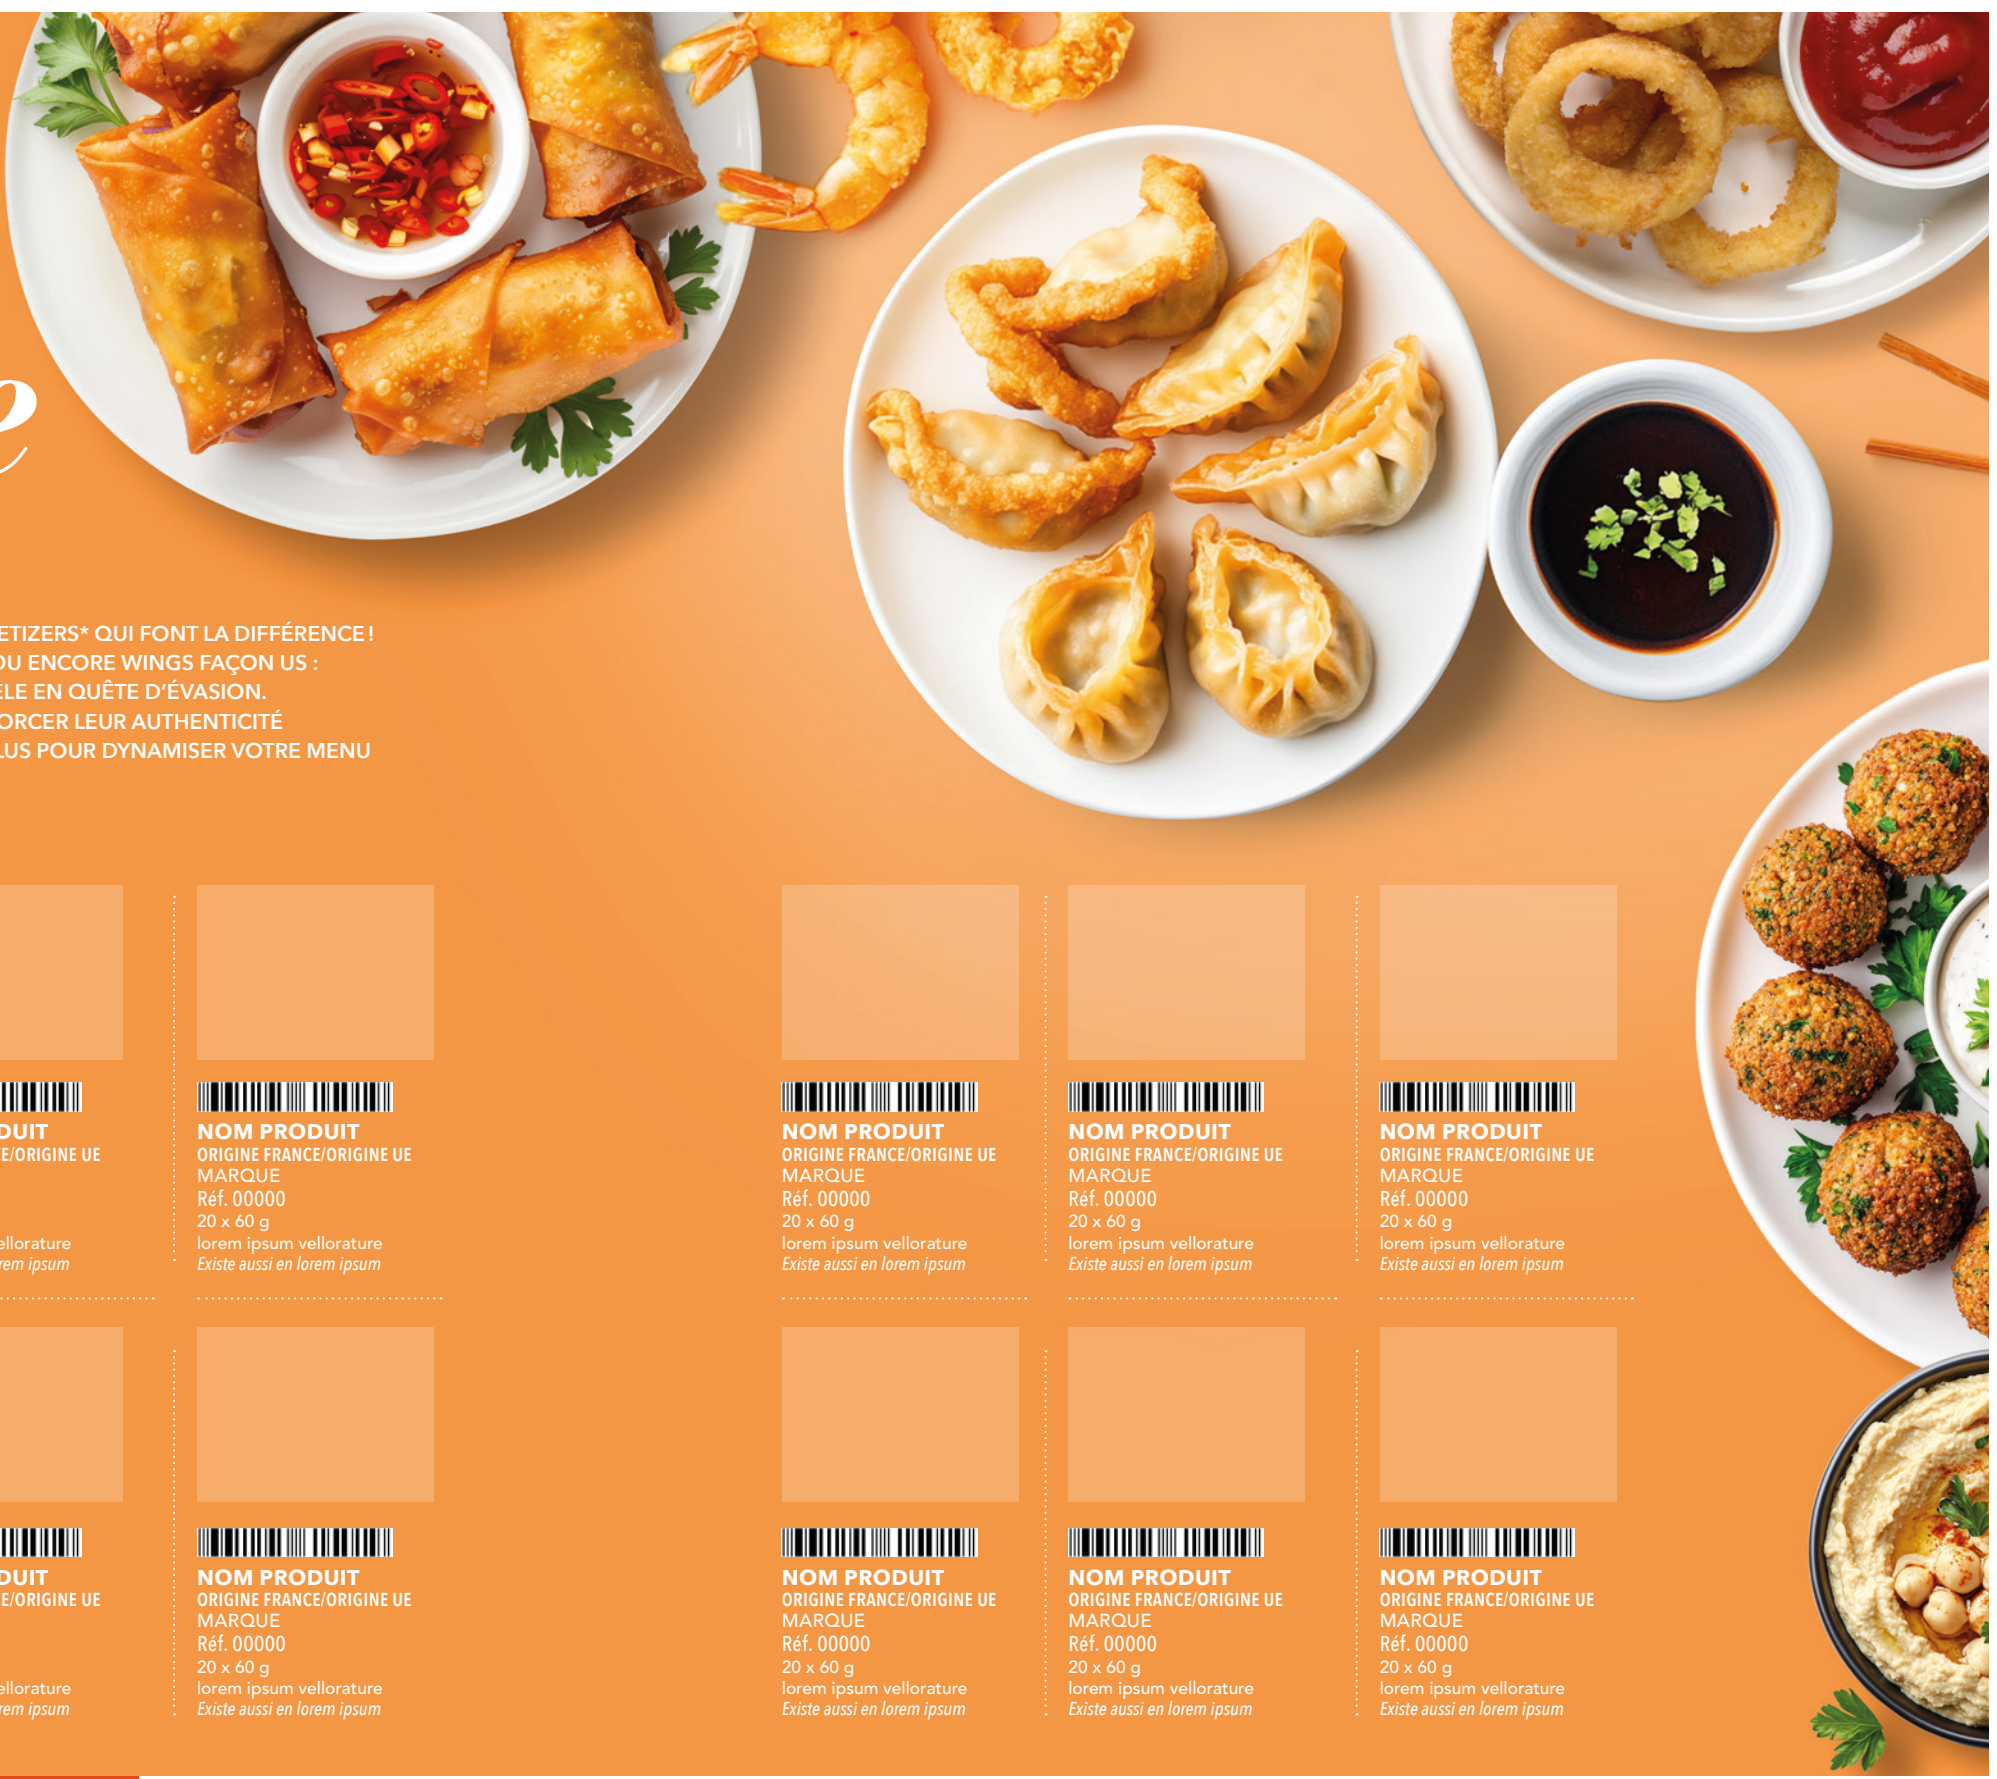 e
ETIZERS* QUI FONT LA DIFFÉRENCE !
OU ENCORE WINGS FAÇON US :
ÈLE EN QUÊTE D'ÉVASION.
ORCER LEUR AUTHENTICITÉ
LUS POUR DYNAMISER VOTRE MENU
DUIT
E/ORIGINE UE
ellorature
rem ipsum
NOM PRODUIT
ORIGINE FRANCE/ORIGINE UE
MARQUE
Réf. 00000
20 x 60 g
lorem ipsum vellorature
Existe aussi en lorem ipsum
NOM PRODUIT
ORIGINE FRANCE/ORIGINE UE
MARQUE
Réf. 00000
20 x 60 g
lorem ipsum vellorature
Existe aussi en lorem ipsum
NOM PRODUIT
ORIGINE FRANCE/ORIGINE UE
MARQUE
Réf. 00000
20 x 60 g
lorem ipsum vellorature
Existe aussi en lorem ipsum
NOM PRODUIT
ORIGINE FRANCE/ORIGINE UE
MARQUE
Réf. 00000
20 x 60 g
lorem ipsum vellorature
Existe aussi en lorem ipsum
DUIT
E/ORIGINE UE
ellorature
rem ipsum
NOM PRODUIT
ORIGINE FRANCE/ORIGINE UE
MARQUE
Réf. 00000
20 x 60 g
lorem ipsum vellorature
Existe aussi en lorem ipsum
NOM PRODUIT
ORIGINE FRANCE/ORIGINE UE
MARQUE
Réf. 00000
20 x 60 g
lorem ipsum vellorature
Existe aussi en lorem ipsum
NOM PRODUIT
ORIGINE FRANCE/ORIGINE UE
MARQUE
Réf. 00000
20 x 60 g
lorem ipsum vellorature
Existe aussi en lorem ipsum
NOM PRODUIT
ORIGINE FRANCE/ORIGINE UE
MARQUE
Réf. 00000
20 x 60 g
lorem ipsum vellorature
Existe aussi en lorem ipsum